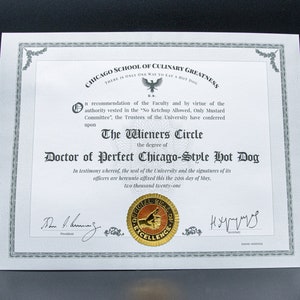 CHICAGO SCHOOL OF CULINARY GREATNESS
THERE IS ONLY ONE WAY TO EAT A HOT DOG
On recommendation of the Faculty and by virtue of the
authority vested in the "No Ketchup Allowed, Only Mustard
Committee", the Trustees of the University have conferred
upon
The Wieners Circle
the degree of
Doctor of Perfect Chicago-Style Hot Dog
In testimony whereof, the seal of the University and the signatures of its
officers are hereunto affixed this the 20th day of May,
two thousand twenty-one
President
EXCELLENCE